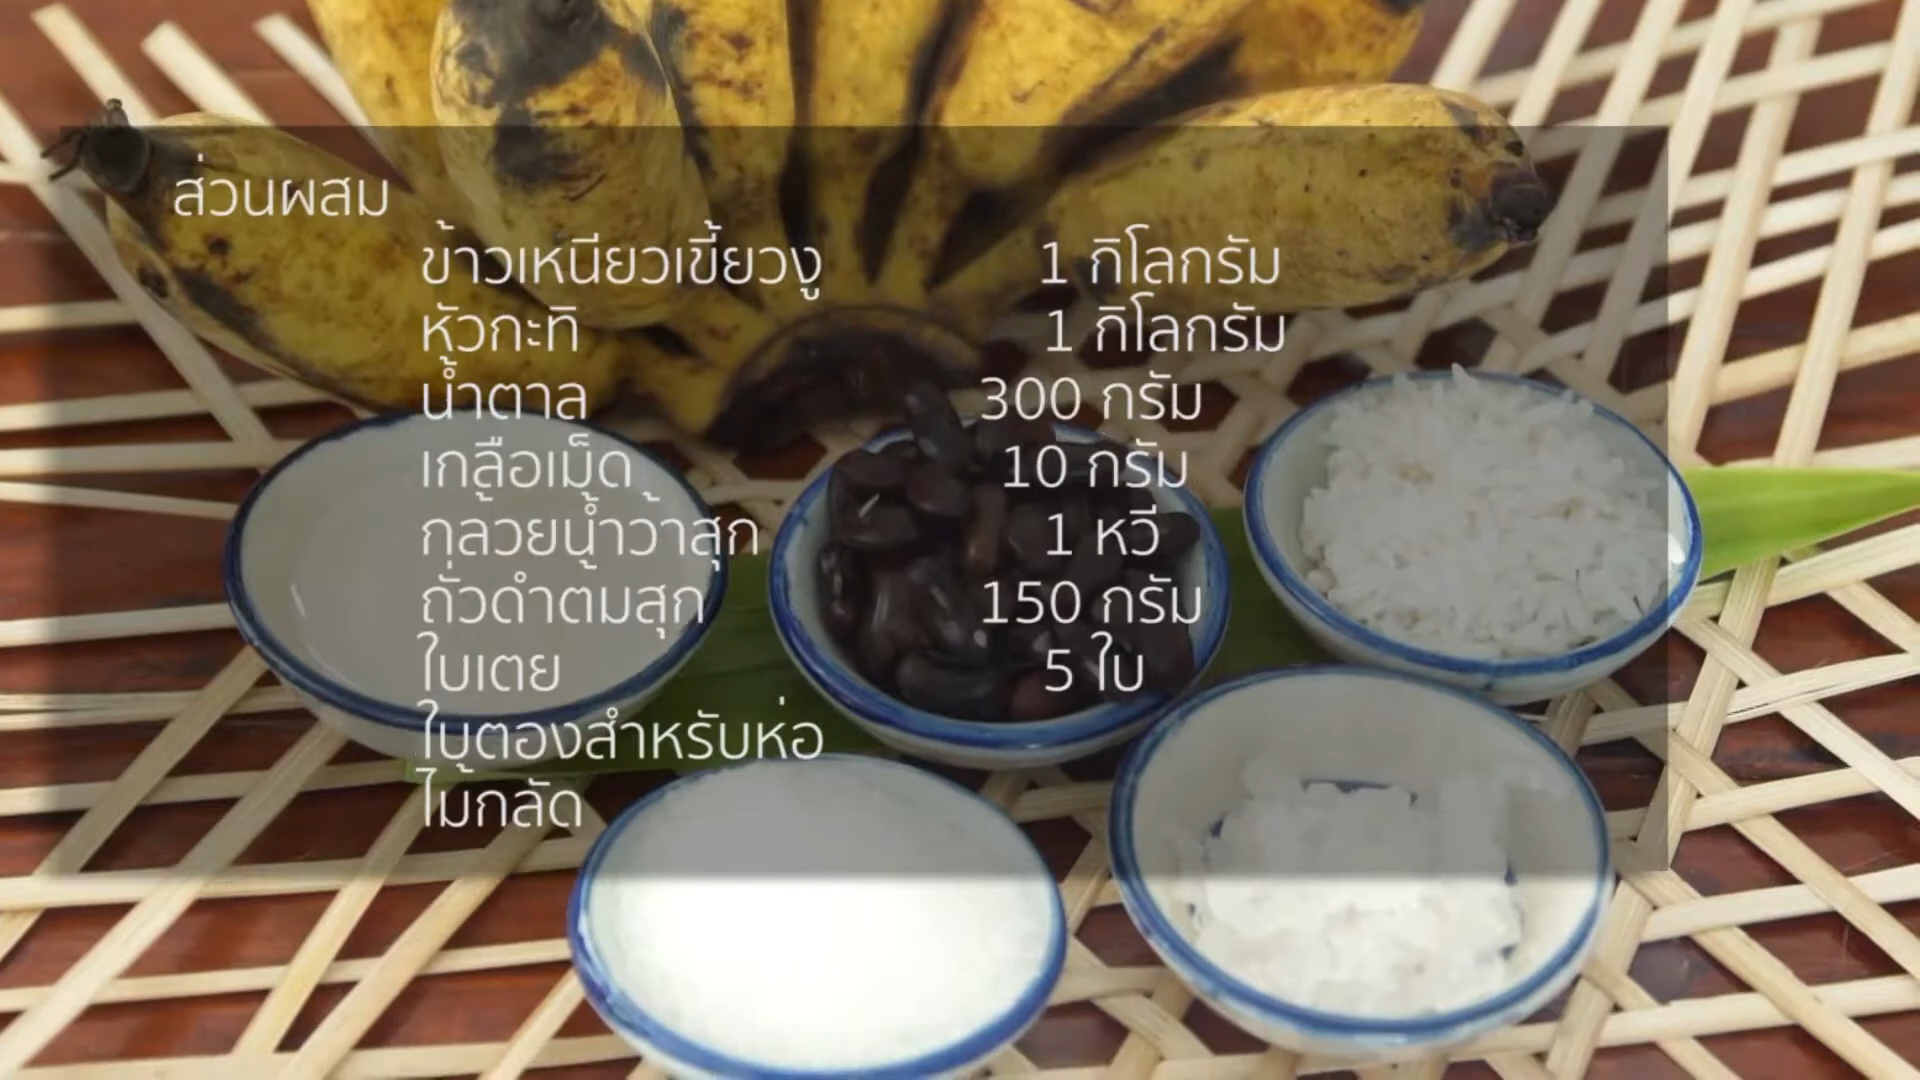 ส่วนผสม
ข้าวเหนียวเขี้ยวงู 1 กิโลกรัม
หัวกะทิ 1 กิโลกรัม
น้ำตาล 300 กรัม
เกลือเม็ด 10 กรัม
กล้วยน้ำว้าสุก 1 หวี
ถั่วดำต้มสุก 150 กรัม
ใบเตย 5 ใบ
ใบตองสำหรับห่อ
ไม้กลัด